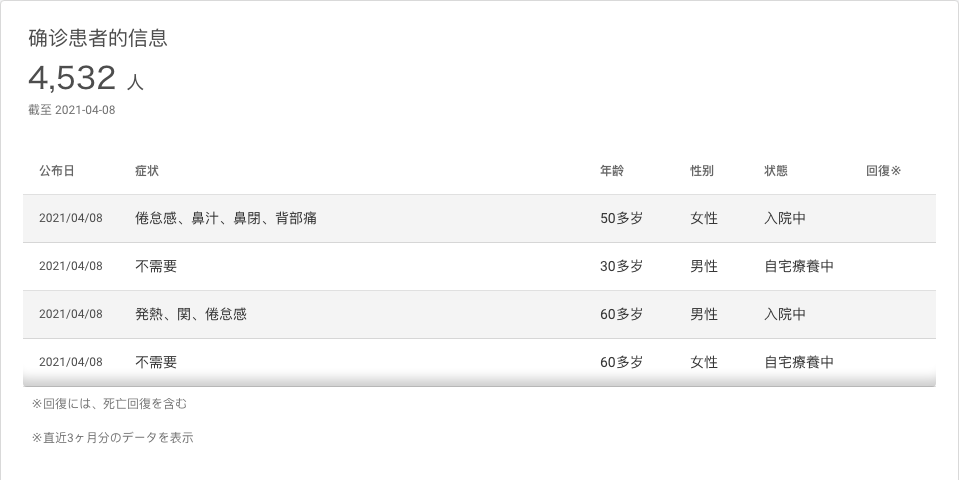 确诊患者的信息
4,532 人
截至 2021-04-08
公布日 症状 年龄 性别 状態 回復※
2021/04/08 倦怠感、鼻汁、鼻閉、背部痛 50多岁 女性 入院中
2021/04/08 不需要 30多岁 男性 自宅療養中
2021/04/08 発熱、関、倦怠感 60多岁 男性 入院中
2021/04/08 不需要 60多岁 女性 自宅療養中
※回復には、死亡回復を含む
※直近3ヶ月分のデータを表示